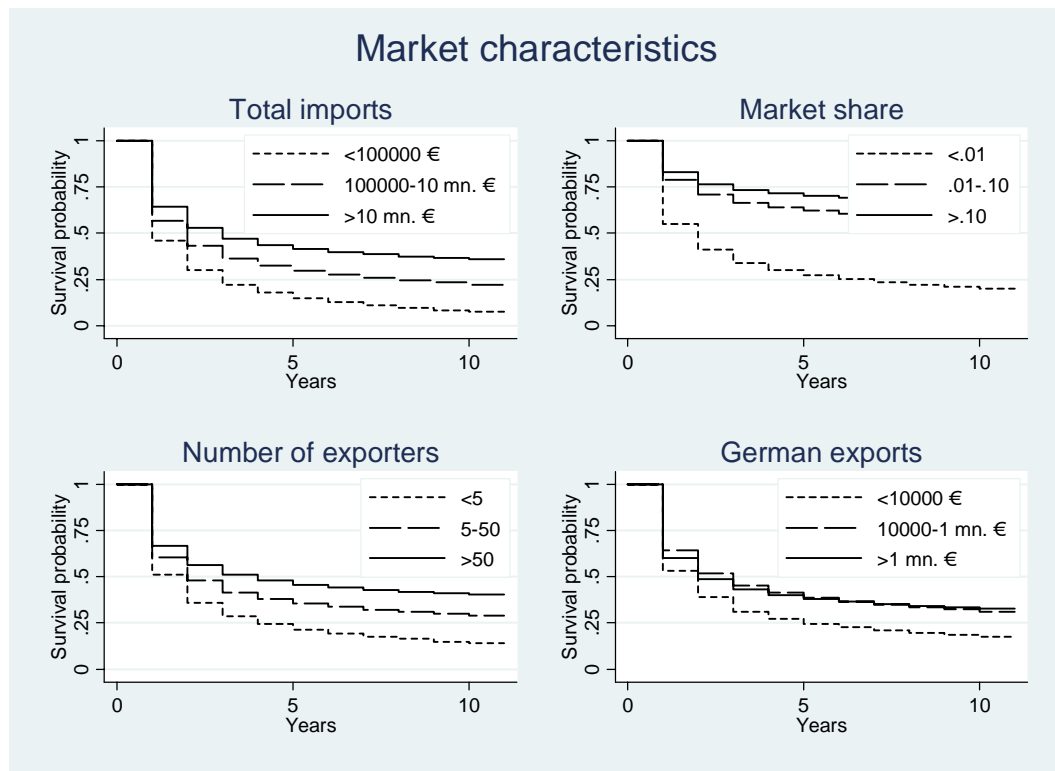 Market characteristics
Total imports
Survival probability
0 .25 .5 .75 1
<100000 €
100000-10 mn. €
>10 mn. €
0 5 10
Years
Market share
Survival probability
0 .25 .5 .75 1
<.01
.01-.10
>.10
0 5 10
Years
Number of exporters
Survival probability
0 .25 .5 .75 1
<5
5-50
>50
0 5 10
Years
German exports
Survival probability
0 .25 .5 .75 1
<10000 €
10000-1 mn. €
>1 mn. €
0 5 10
Years